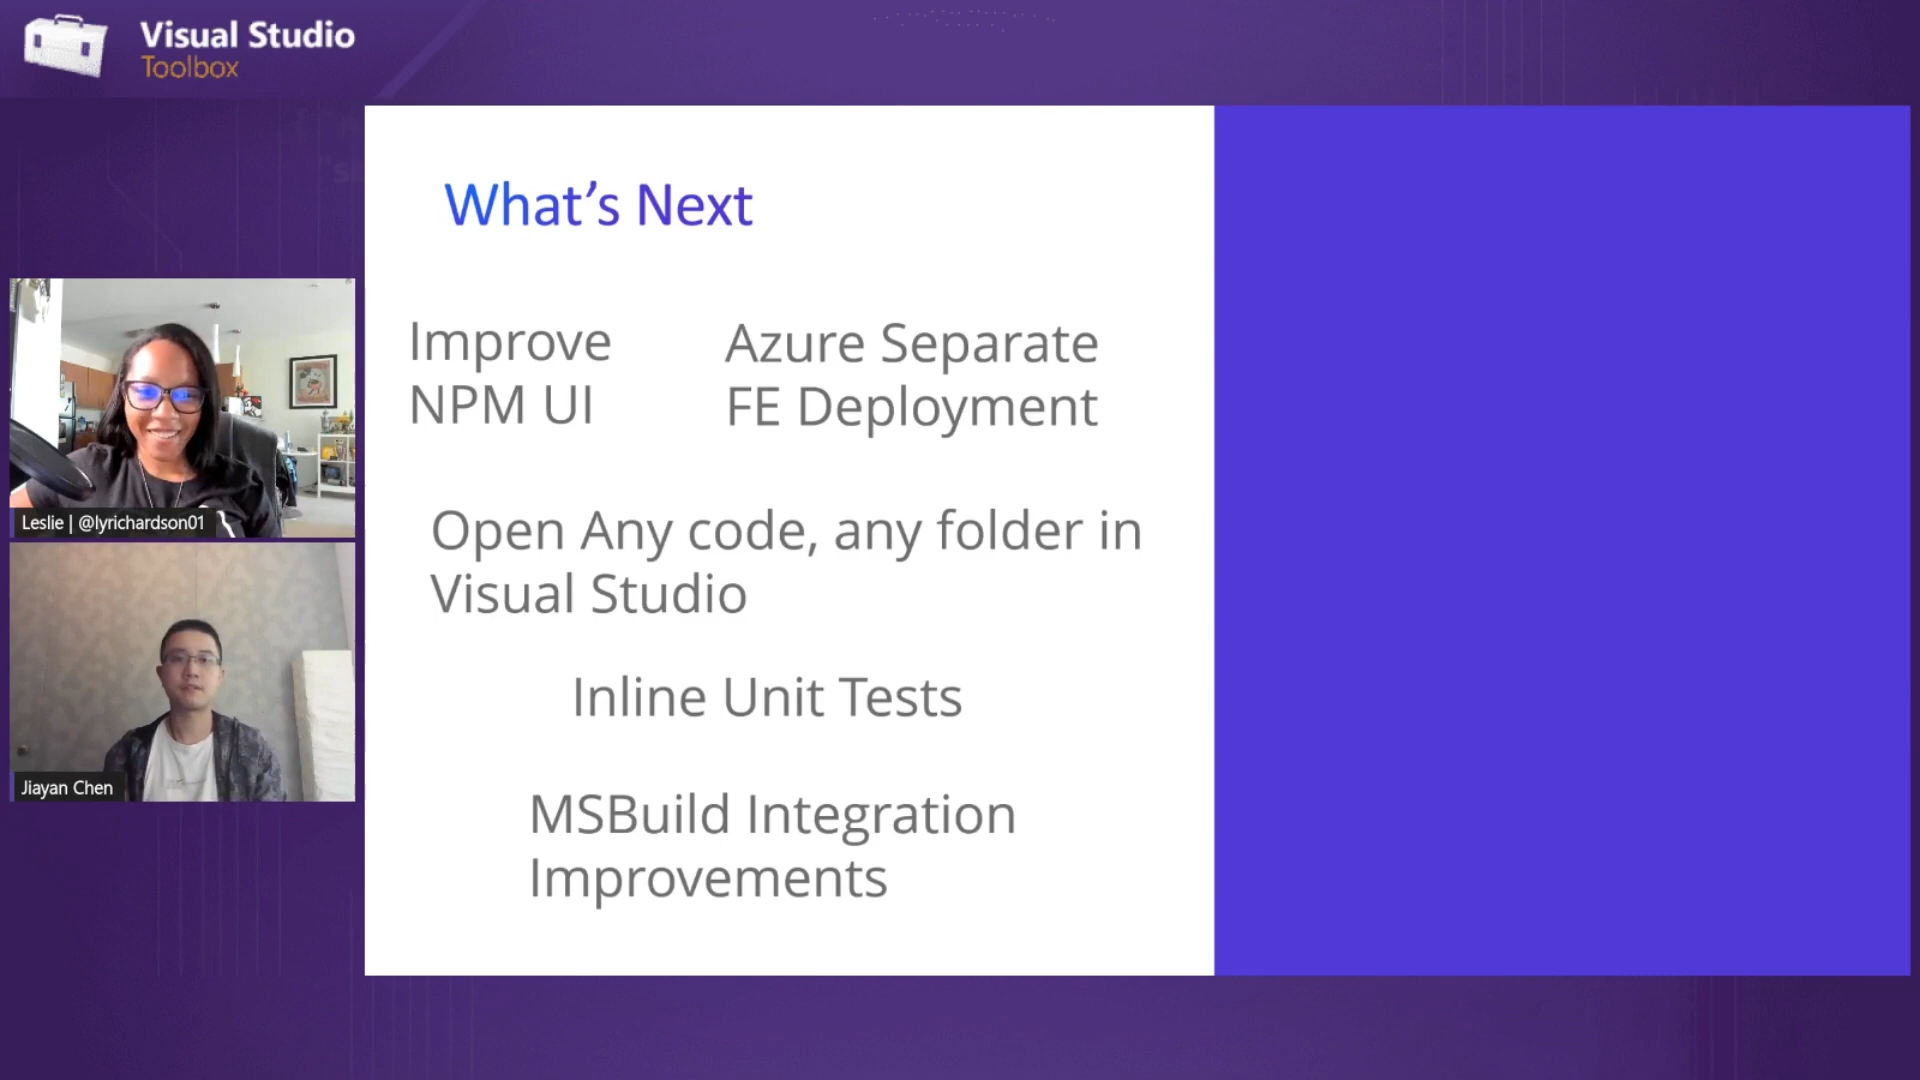 Visual Studio
Toolbox
What's Next
Improve
NPM UI
Azure Separate
FE Deployment
Open Any code, any folder in
Visual Studio
Inline Unit Tests
MSBuild Integration
Improvements
Leslie | @lyrichardson01
Jiayan Chen